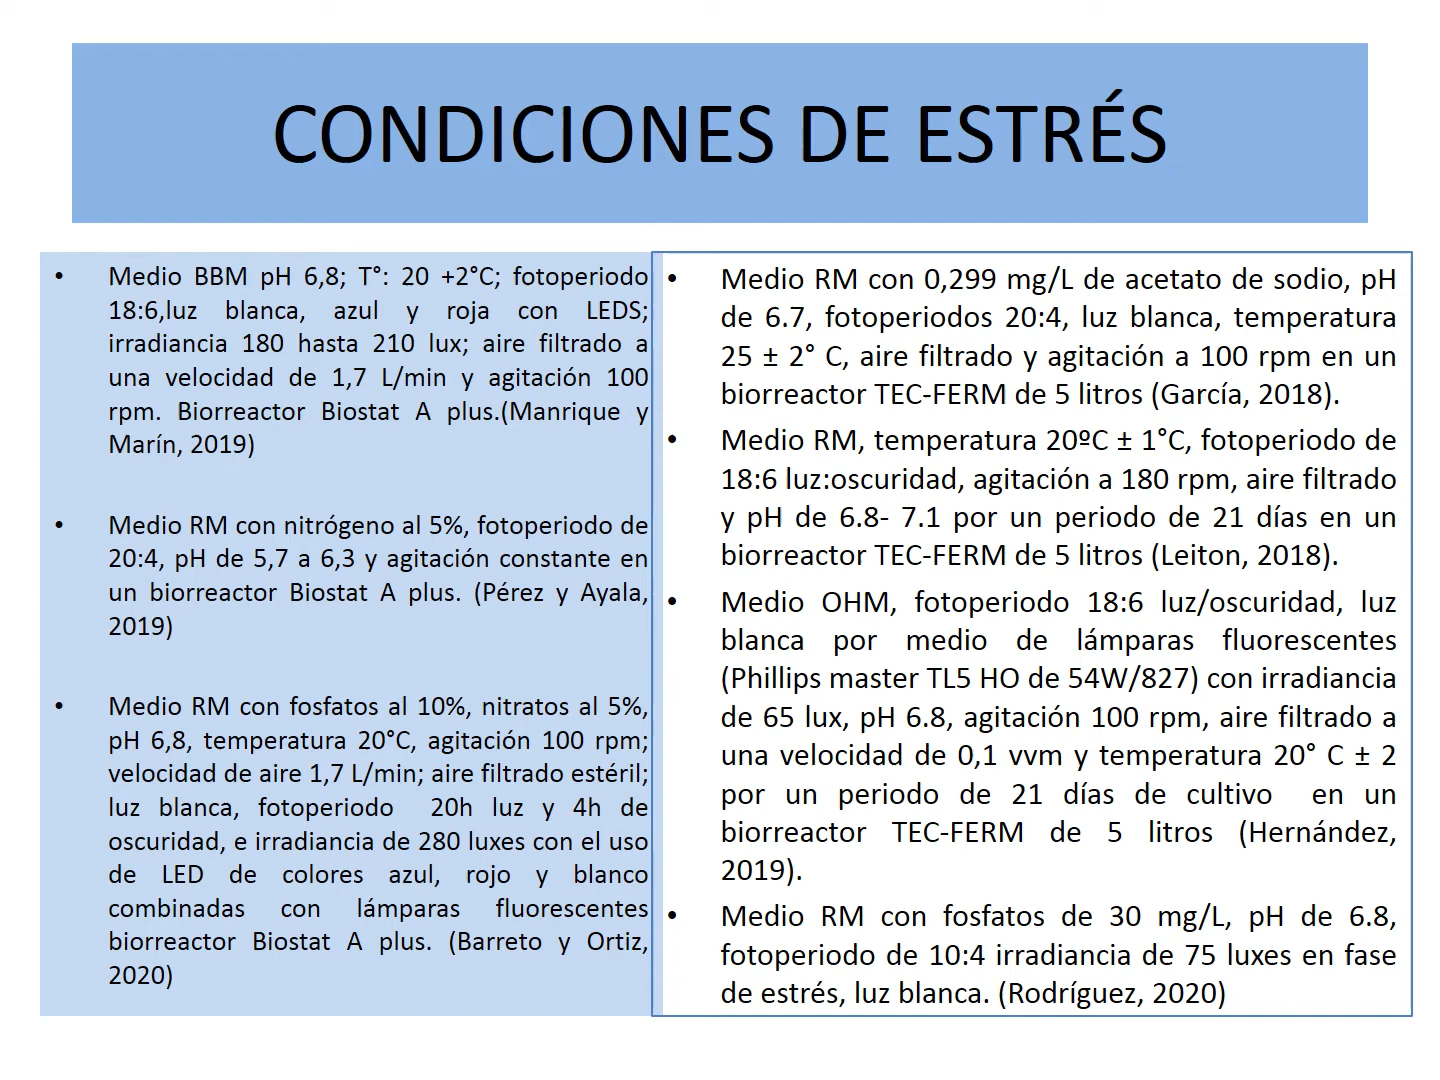 CONDICIONES DE ESTRÉS
• Medio BBM pH 6,8; T°: 20 +2°C; fotoperiodo
18:6,luz blanca, azul y roja con LEDS;
irradiancia 180 hasta 210 lux; aire filtrado a
una velocidad de 1,7 L/min y agitación 100
rpm. Biorreactor Biostat A plus.(Manrique y
Marín, 2019)
• Medio RM con nitrógeno al 5%, fotoperiodo de
20:4, pH de 5,7 a 6,3 y agitación constante en
un biorreactor Biostat A plus. (Pérez y Ayala,
2019)
• Medio RM con fosfatos al 10%, nitratos al 5%,
pH 6,8, temperatura 20°C, agitación 100 rpm;
velocidad de aire 1,7 L/min; aire filtrado estéril;
luz blanca, fotoperiodo 20h luz y 4h de
oscuridad, e irradiancia de 280 luxes con el uso
de LED de colores azul, rojo y blanco
combinadas con lámparas fluorescentes
biorreactor Biostat A plus. (Barreto y Ortiz,
2020)
• Medio RM con 0,299 mg/L de acetato de sodio, pH
de 6.7, fotoperiodos 20:4, luz blanca, temperatura
25 ± 2° C, aire filtrado y agitación a 100 rpm en un
biorreactor TEC-FERM de 5 litros (García, 2018).
• Medio RM, temperatura 20ºC ± 1°C, fotoperiodo de
18:6 luz:oscuridad, agitación a 180 rpm, aire filtrado
y pH de 6.8- 7.1 por un periodo de 21 días en un
biorreactor TEC-FERM de 5 litros (Leiton, 2018).
• Medio OHM, fotoperiodo 18:6 luz/oscuridad, luz
blanca por medio de lámparas fluorescentes
(Phillips master TL5 HO de 54W/827) con irradiancia
de 65 lux, pH 6.8, agitación 100 rpm, aire filtrado a
una velocidad de 0,1 vvm y temperatura 20° C ± 2
por un periodo de 21 días de cultivo en un
biorreactor TEC-FERM de 5 litros (Hernández,
2019).
• Medio RM con fosfatos de 30 mg/L, pH de 6.8,
fotoperiodo de 10:4 irradiancia de 75 luxes en fase
de estrés, luz blanca. (Rodríguez, 2020)